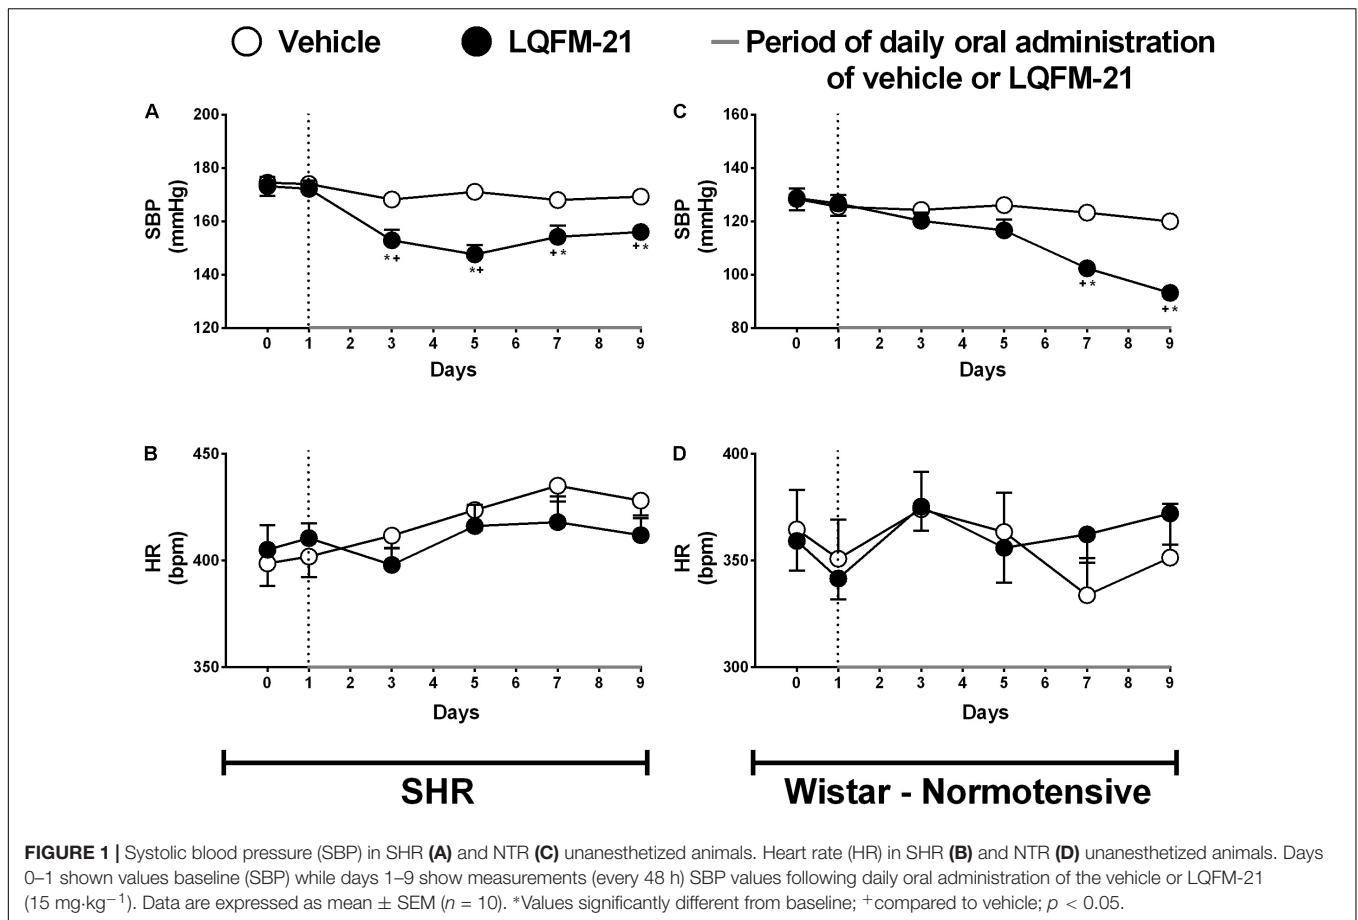 Vehicle LQFM-21 Period of daily oral administration
of vehicle or LQFM-21
A
200
180
160
140
120
SBP
(mmHg)
*+
*+
+*
+*
0 1 2 3 4 5 6 7 8 9
Days
C
160
140
120
100
80
SBP
(mmHg)
+*
+*
0 1 2 3 4 5 6 7 8 9
Days
B
450
400
350
HR
(bpm)
0 1 2 3 4 5 6 7 8 9
Days
D
400
350
300
HR
(bpm)
0 1 2 3 4 5 6 7 8 9
Days
SHR
Wistar - Normotensive
FIGURE 1 | Systolic blood pressure (SBP) in SHR (A) and NTR (C) unanesthetized animals. Heart rate (HR) in SHR (B) and NTR (D) unanesthetized animals. Days
0–1 shown values baseline (SBP) while days 1–9 show measurements (every 48 h) SBP values following daily oral administration of the vehicle or LQFM-21
(15 mg·kg−1). Data are expressed as mean ± SEM (n = 10). *Values significantly different from baseline; +compared to vehicle; p < 0.05.